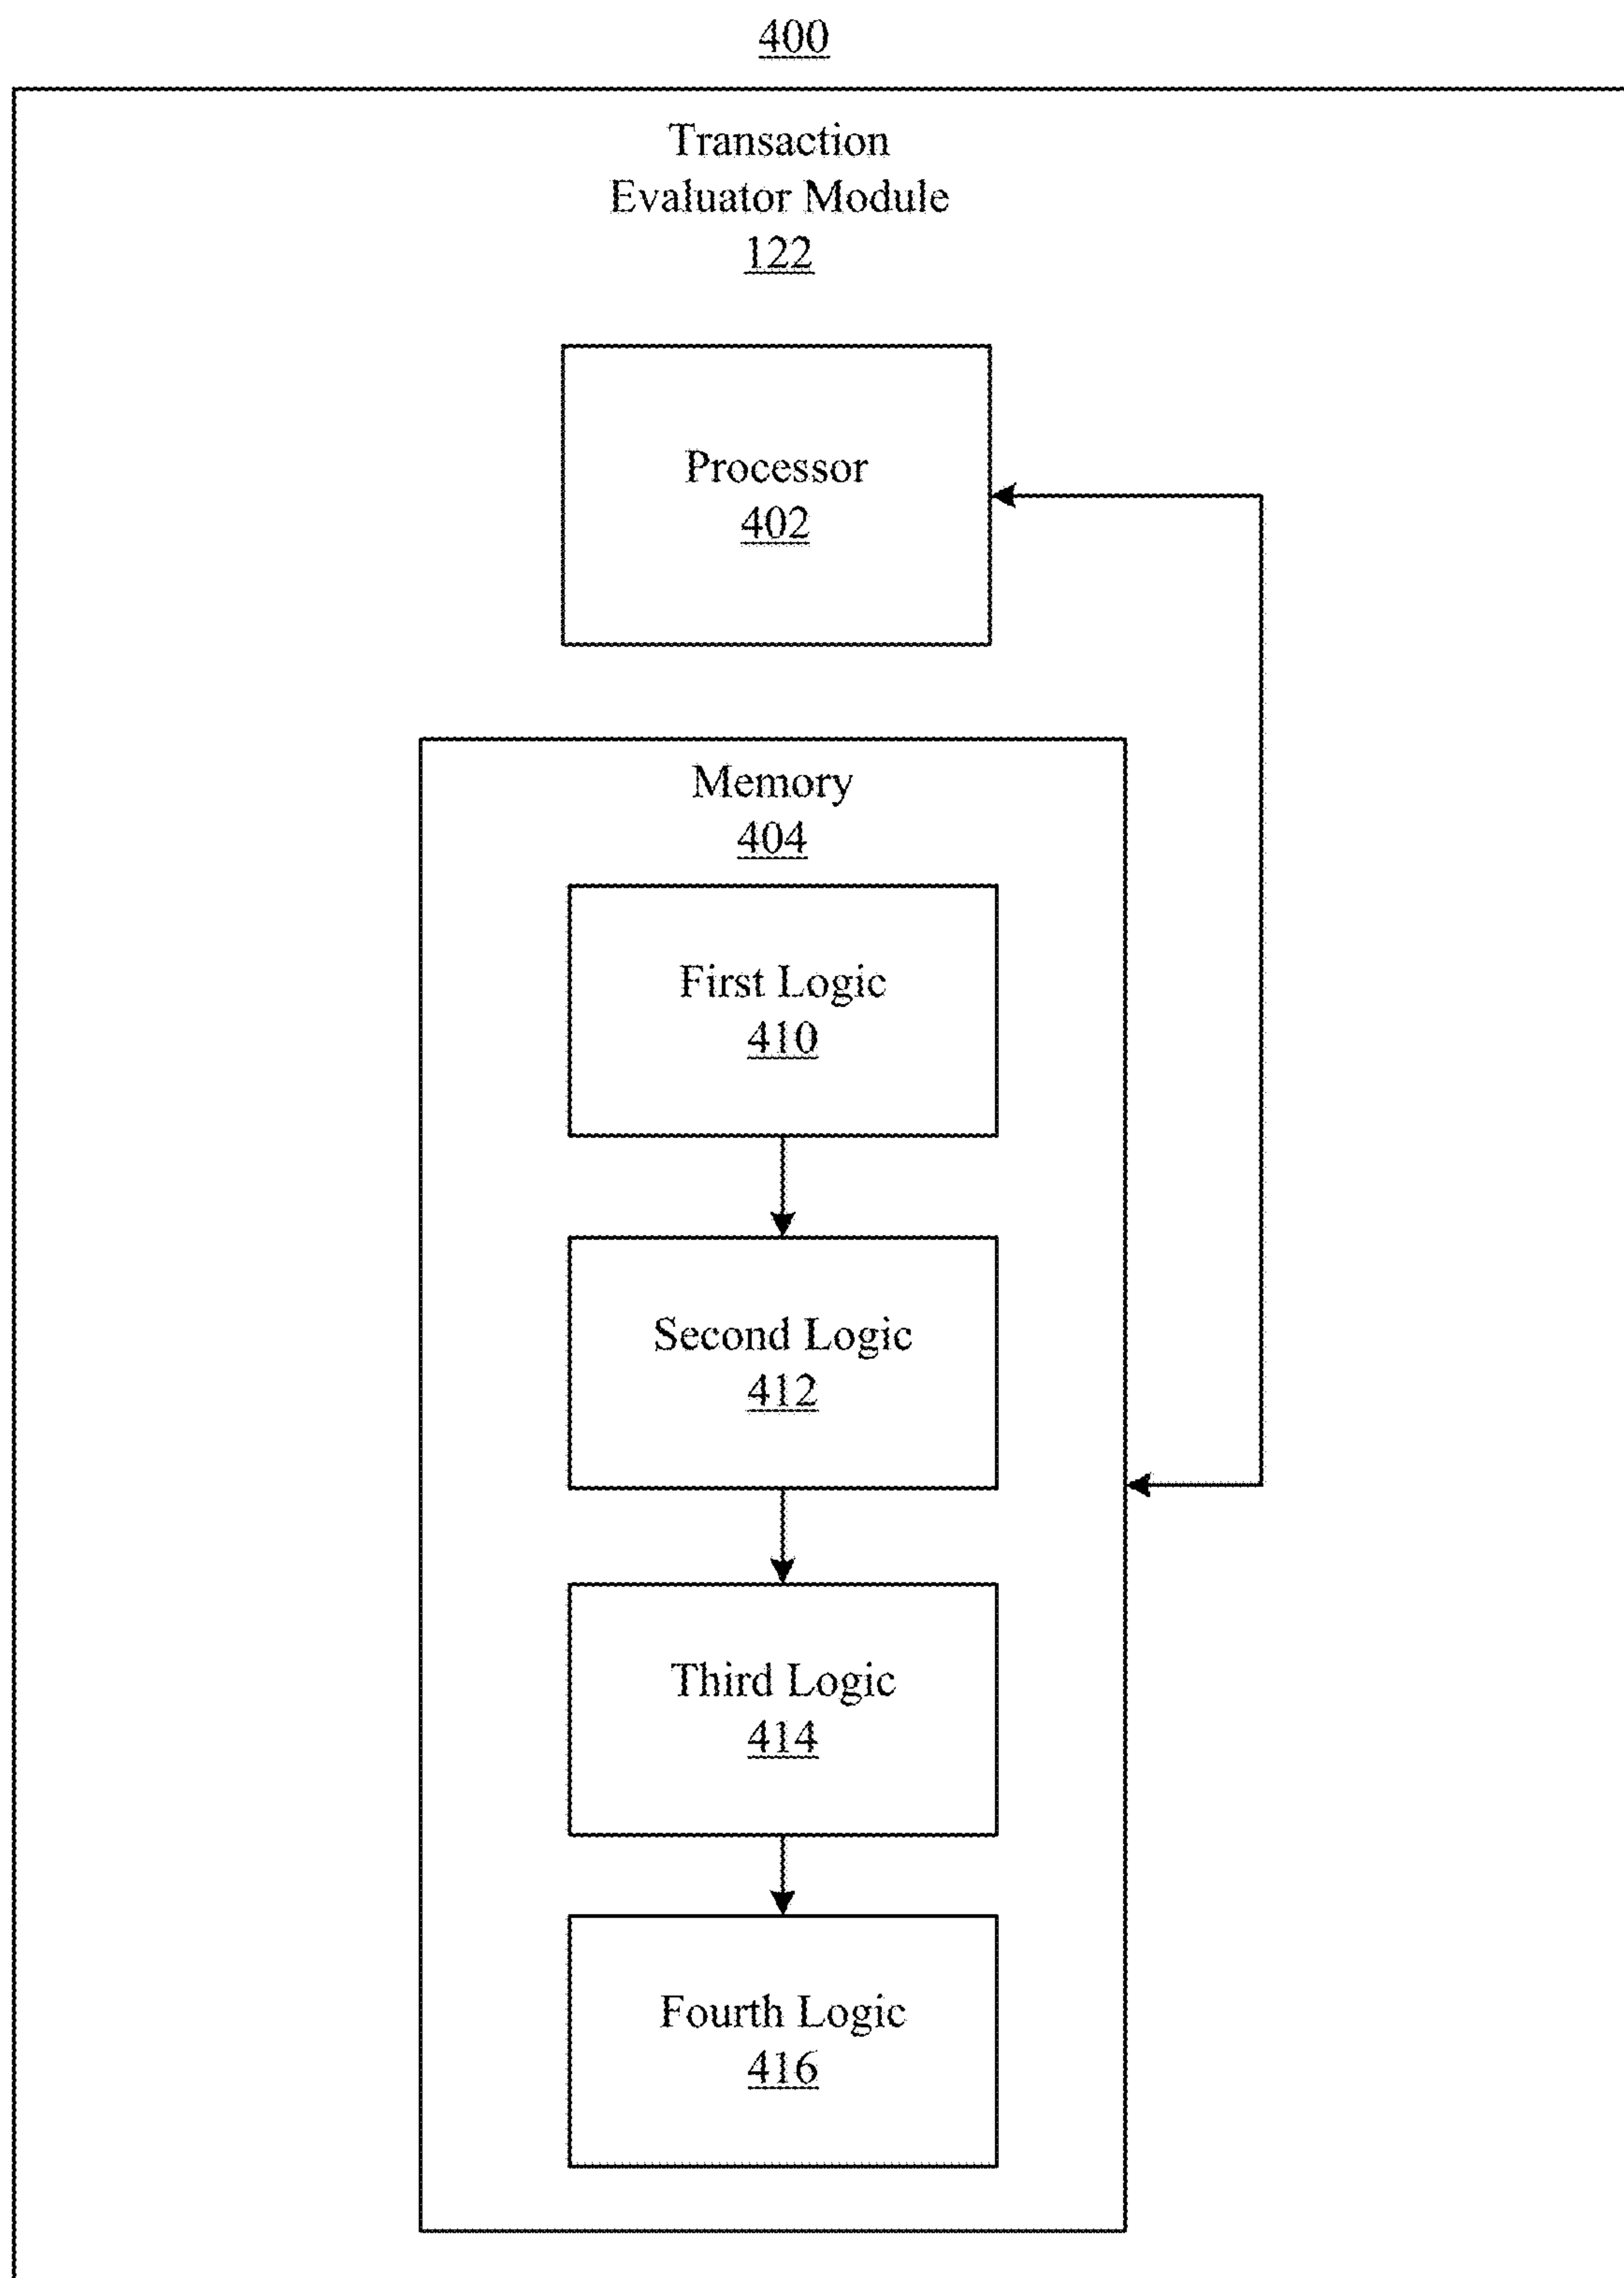 400
Transaction
Evaluator Module
122
Processor
402
Memory
404
First Logic
410
Second Logic
412
Third Logic
414
Fourth Logic
416